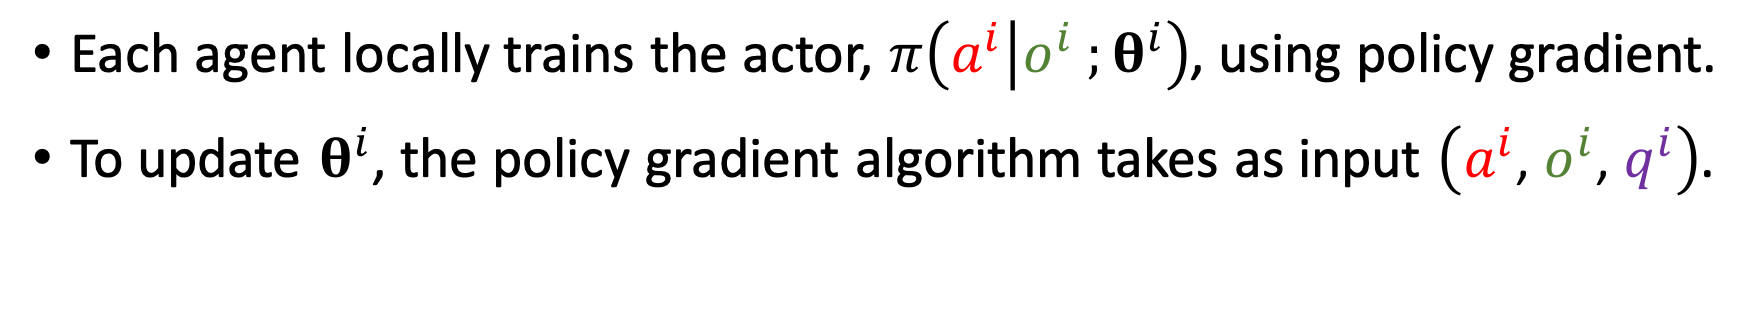 • Each agent locally trains the actor, π(aⁱ|oⁱ ; θⁱ), using policy gradient.
• To update θⁱ, the policy gradient algorithm takes as input (aⁱ, oⁱ, qⁱ).